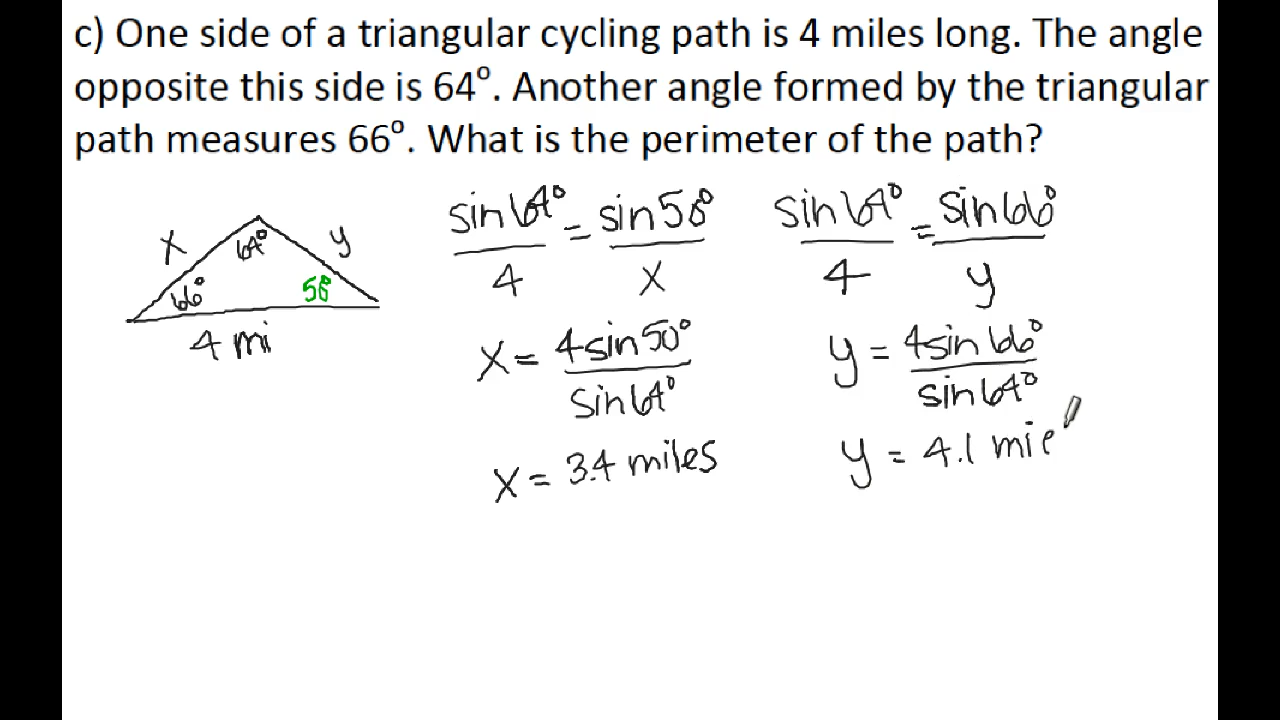 c) One side of a triangular cycling path is 4 miles long. The angle
opposite this side is 64°. Another angle formed by the triangular
path measures 66°. What is the perimeter of the path?
sin 64° / 4 = sin 50° / x
sin 64° / 4 = sin 66° / y
x 64° y
66° 50°
4 mi
x = 4 sin 50° / sin 64°
y = 4 sin 66° / sin 64°
x = 3.4 miles
y = 4.1 mie